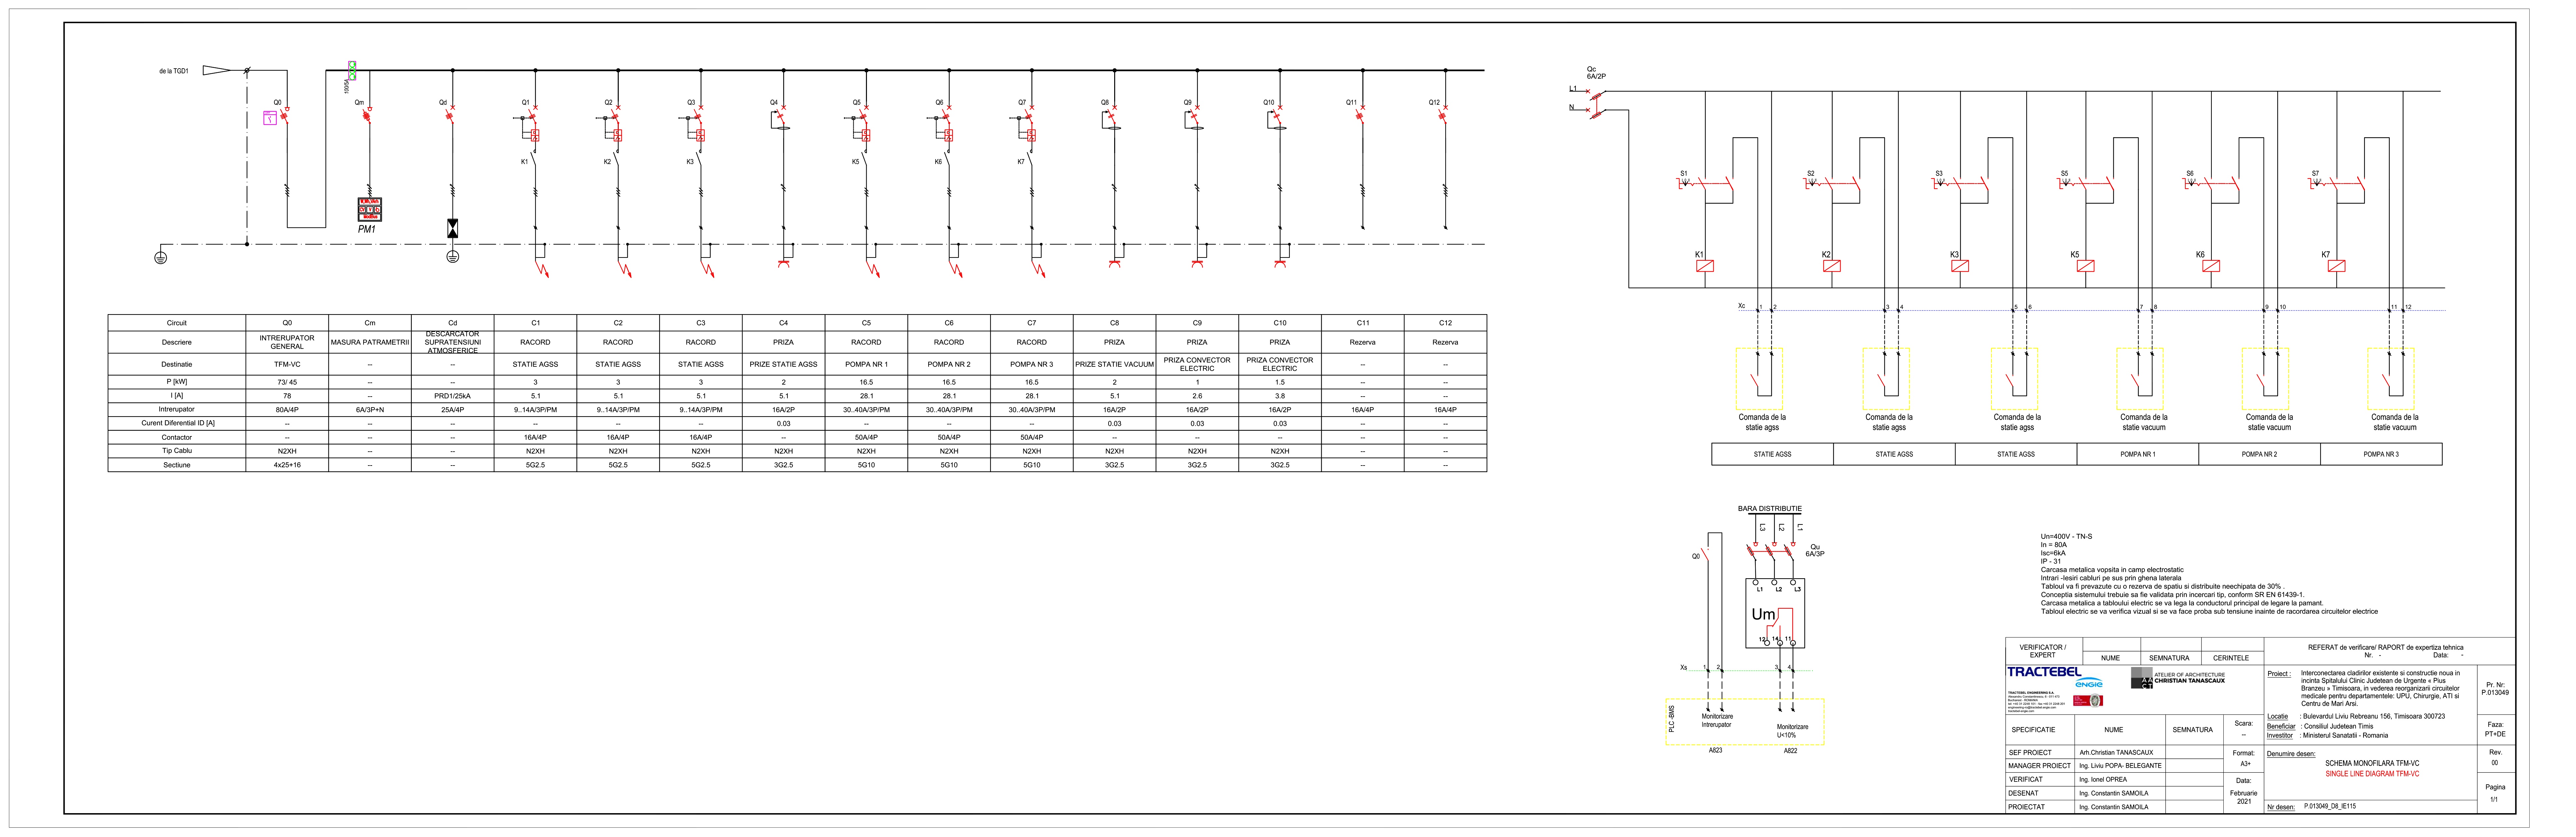 de la TGD1
100/5A
Q0
Qm
Qd
Q1
Q2
Q3
Q4
Q5
Q6
Q7
Q8
Q9
Q10
Q11
Q12
K1
K2
K3
K5
K6
K7
PM1
Circuit Q0 Cm Cd C1 C2 C3 C4 C5 C6 C7 C8 C9 C10 C11 C12
Descriere INTRERUPATOR GENERAL MASURA PATRAMETRII DESCARCATOR SUPRATENSIUNI ATMOSFERICE RACORD RACORD RACORD PRIZA RACORD RACORD RACORD PRIZA PRIZA PRIZA Rezerva Rezerva
Destinatie TFM-VC -- -- STATIE AGSS STATIE AGSS STATIE AGSS PRIZE STATIE AGSS POMPA NR 1 POMPA NR 2 POMPA NR 3 PRIZE STATIE VACUUM PRIZA CONVECTOR ELECTRIC PRIZA CONVECTOR ELECTRIC -- --
P [kW] 73/ 45 -- -- 3 3 3 2 16.5 16.5 16.5 2 1 1.5 -- --
I [A] 78 -- PRD1/25kA 5.1 5.1 5.1 5.1 28.1 28.1 28.1 5.1 2.6 3.8 -- --
Intrerupator 80A/4P 6A/3P+N 25A/4P 9..14A/3P/PM 9..14A/3P/PM 9..14A/3P/PM 16A/2P 30..40A/3P/PM 30..40A/3P/PM 30..40A/3P/PM 16A/2P 16A/2P 16A/2P 16A/4P 16A/4P
Curent Diferential ID [A] -- -- -- -- -- -- 0.03 -- -- -- 0.03 0.03 0.03 -- --
Contactor -- -- -- 16A/4P 16A/4P 16A/4P -- 50A/4P 50A/4P 50A/4P -- -- -- -- --
Tip Cablu N2XH -- -- N2XH N2XH N2XH N2XH N2XH N2XH N2XH N2XH N2XH N2XH -- --
Sectiune 4x25+16 -- -- 5G2.5 5G2.5 5G2.5 3G2.5 5G10 5G10 5G10 3G2.5 3G2.5 3G2.5 -- --
Qc
6A/2P
L1
N
S1
S2
S3
S5
S6
S7
K1
K2
K3
K5
K6
K7
Xc 1 2 3 4 5 6 7 8 9 10 11 12
Comanda de la
statie agss
Comanda de la
statie agss
Comanda de la
statie agss
Comanda de la
statie vacuum
Comanda de la
statie vacuum
Comanda de la
statie vacuum
STATIE AGSS STATIE AGSS STATIE AGSS POMPA NR 1 POMPA NR 2 POMPA NR 3
BARA DISTRIBUTIE
L3
L2
L1
Q0
Qu
6A/3P
L1 L2 L3
Um
12 14 11
Xs 1 2 3 4
PLC -BMS
Monitorizare
Intrerupator
Monitorizare
U<10%
A823
A822
Un=400V - TN-S
In = 80A
Isc=6kA
IP - 31
Carcasa metalica vopsita in camp electrostatic
Intrari -Iesiri cabluri pe sus prin ghena laterala
Tabloul va fi prevazute cu o rezerva de spatiu si distribuite neechipata de 30% .
Conceptia sistemului trebuie sa fie validata prin incercari tip, conform SR EN 61439-1.
Carcasa metalica a tabloului electric se va lega la conductorul principal de legare la pamant.
Tabloul electric se va verifica vizual si se va face proba sub tensiune inainte de racordarea circuitelor electrice
VERIFICATOR /
EXPERT
NUME
SEMNATURA
CERINTELE
REFERAT de verificare/ RAPORT de expertiza tehnica
Nr. - Data: -
TRACTEBEL
ENGIE
ATELIER OF ARCHITECTURE
CHRISTIAN TANASCAUX
TRACTEBEL ENGINEERING S.A
Proiect :
Interconectarea cladirilor existente si constructie noua in
incinta Spitalului Clinic Judetean de Urgente « Pius
Branzeu » Timisoara, in vederea reorganizarii circuitelor
medicale pentru departamentele: UPU, Chirurgie, ATI si
Centru de Mari Arsi.
Locatie : Bulevardul Liviu Rebreanu 156, Timisoara 300723
Beneficiar : Consiliul Judetean Timis
Investitor : Ministerul Sanatatii - Romania
Pr. Nr:
P.013049
Faza:
PT+DE
SPECIFICATIE
NUME
SEMNATURA
Scara:
--
SEF PROIECT Arh.Christian TANASCAUX
MANAGER PROIECT Ing. Liviu POPA- BELEGANTE
VERIFICAT Ing. Ionel OPREA
DESENAT Ing. Constantin SAMOILA
PROIECTAT Ing. Constantin SAMOILA
Format:
A3+
Data:
Februarie
2021
Denumire desen:
SCHEMA MONOFILARA TFM-VC
SINGLE LINE DIAGRAM TFM-VC
Rev.
00
Pagina
1/1
Nr desen: P.013049_D8_IE115